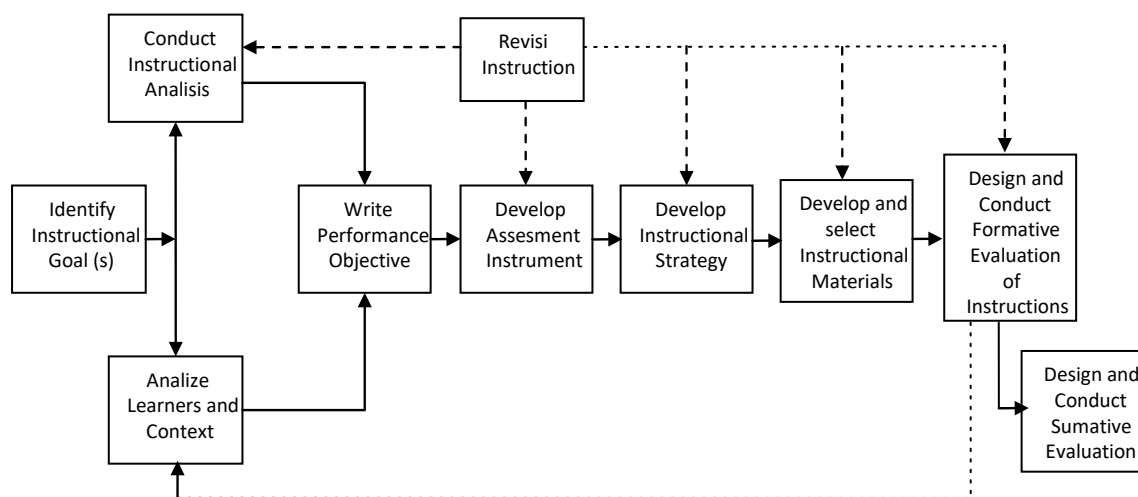 Conduct
Instructional
Analisis
Revisi
Instruction
Identify
Instructional
Goal (s)
Write
Performance
Objective
Develop
Assesment
Instrument
Develop
Instructional
Strategy
Develop and
select
Instructional
Materials
Design and
Conduct
Formative
Evaluation
of
Instructions
Analize
Learners and
Context
Design and
Conduct
Sumative
Evaluation